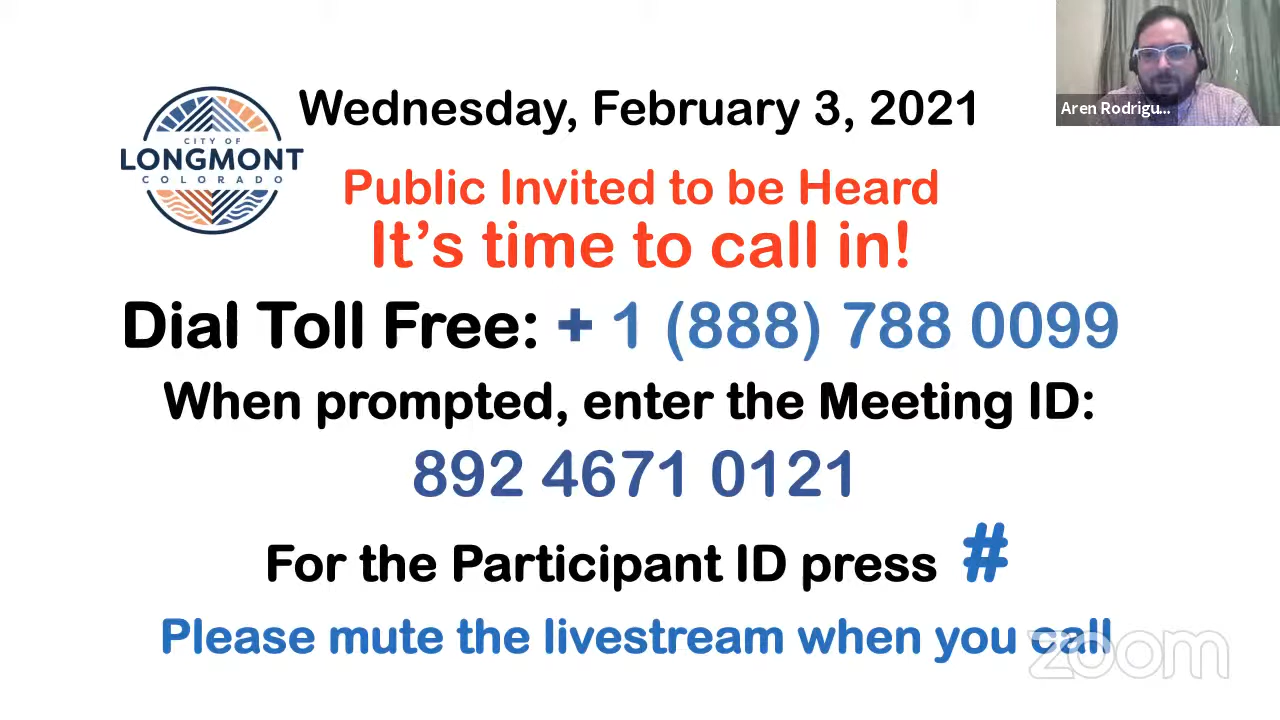 Wednesday, February 3, 2021
CITY OF
LONGMONT
COLORADO
Aren Rodrigu...
Public Invited to be Heard
It's time to call in!
Dial Toll Free: + 1 (888) 788 0099
When prompted, enter the Meeting ID:
892 4671 0121
For the Participant ID press #
Please mute the livestream when you call
zoom